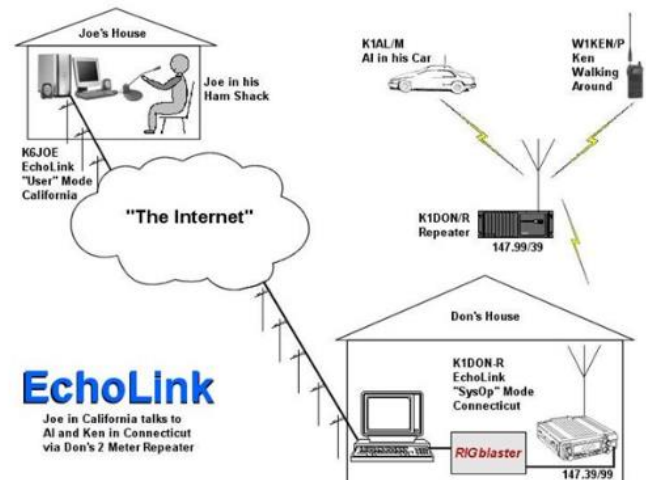 Joe's House
Joe in his
Ham Shack
K6JOE
EchoLink
"User" Mode
California
"The Internet"
K1AL/M
Al in his Car
W1KEN/P
Ken
Walking
Around
K1DON/R
Repeater
147.99/39
Don's House
K1DON-R
EchoLink
"SysOp" Mode
Connecticut
RIGblaster
147.39/99
EchoLink
Joe in California talks to
Al and Ken in Connecticut
via Don's 2 Meter Repeater